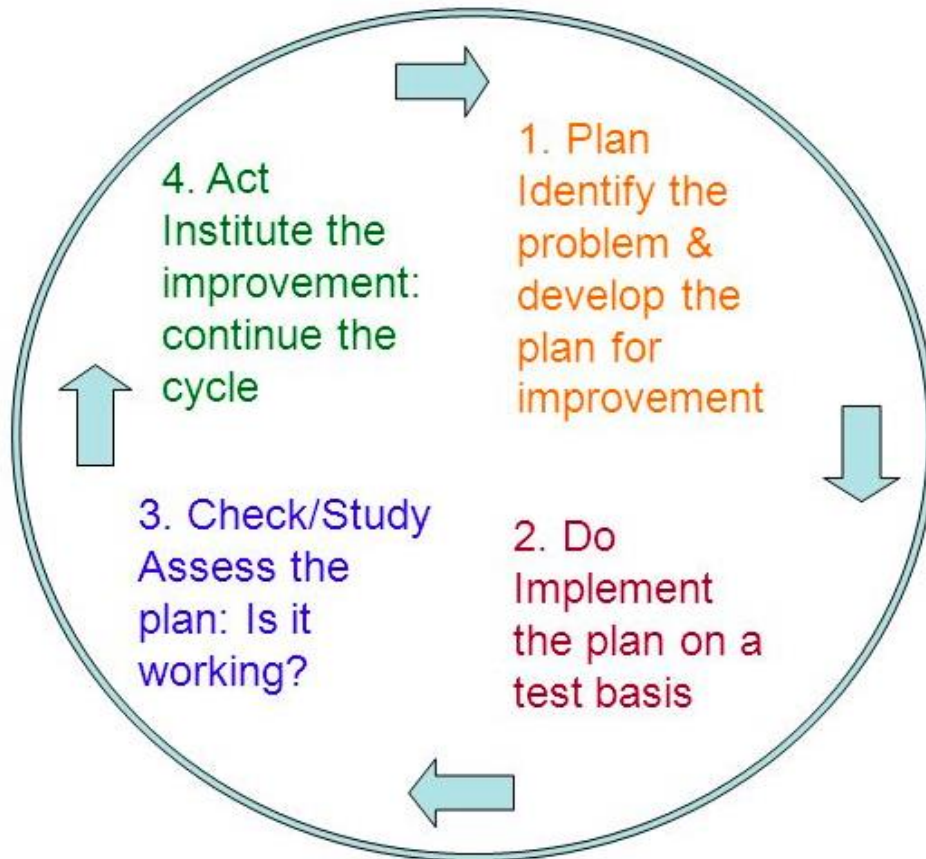 1. Plan
Identify the
problem &
develop the
plan for
improvement
2. Do
Implement
the plan on a
test basis
3. Check/Study
Assess the
plan: Is it
working?
4. Act
Institute the
improvement:
continue the
cycle